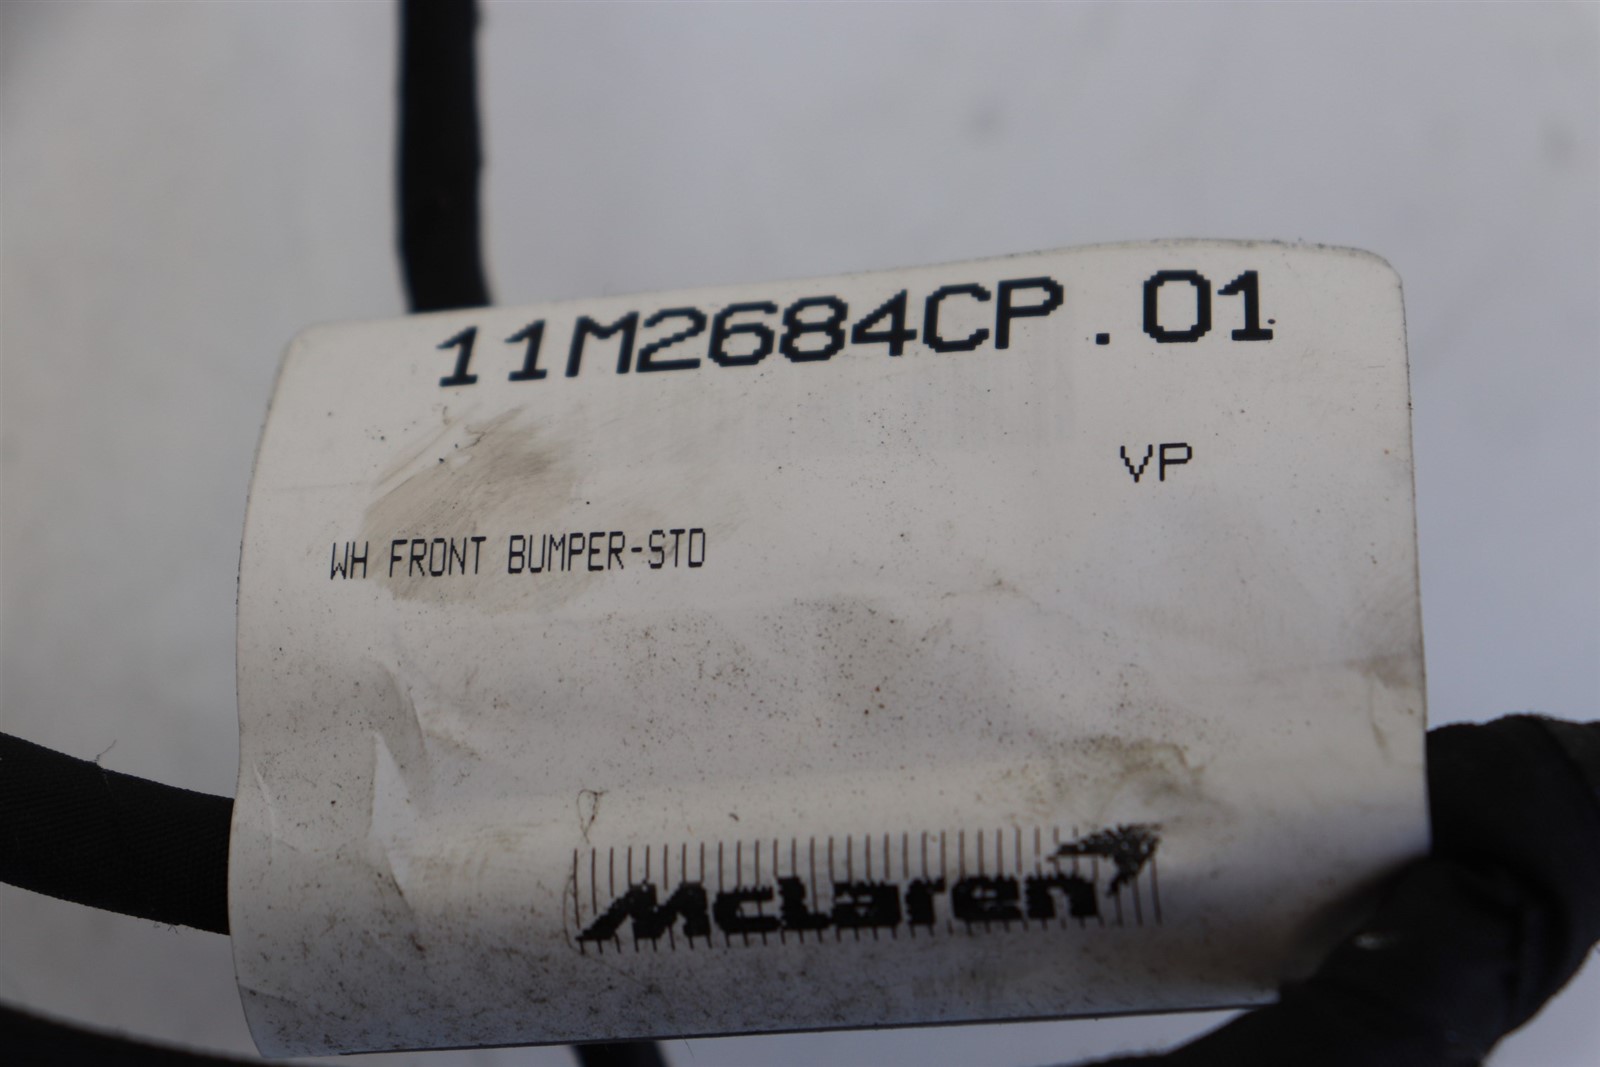 11M2684CP.01
VP
WH FRONT BUMPER-STD
McLaren